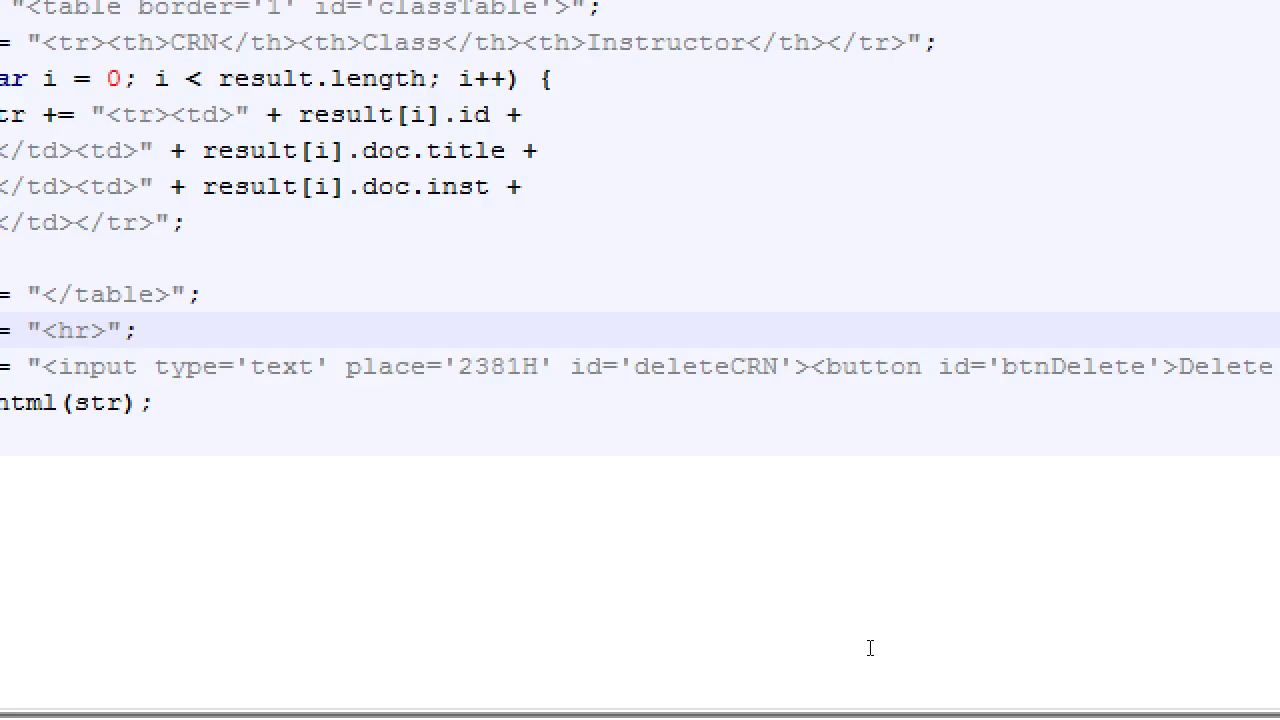 "<table border='1' id='classTable'>";
= "<tr><th>CRN</th><th>Class</th><th>Instructor</th></tr>";
ar i = 0; i < result.length; i++) {
tr += "<tr><td>" + result[i].id +
</td><td>" + result[i].doc.title +
</td><td>" + result[i].doc.inst +
</td></tr>";
= "</table>";
= "<hr>";
= "<input type='text' place='2381H' id='deleteCRN'><button id='btnDelete'>Delete
html(str);